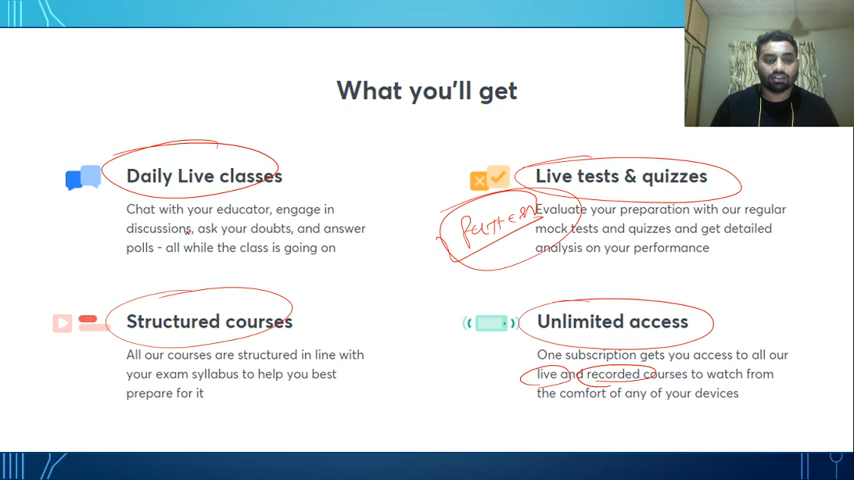 What you'll get
Daily Live classes
Chat with your educator, engage in
discussions, ask your doubts, and answer
polls - all while the class is going on
Live tests & quizzes
Evaluate your preparation with our regular
mock tests and quizzes and get detailed
analysis on your performance
Pattern
Structured courses
All our courses are structured in line with
your exam syllabus to help you best
prepare for it
Unlimited access
One subscription gets you access to all our
live and recorded courses to watch from
the comfort of any of your devices